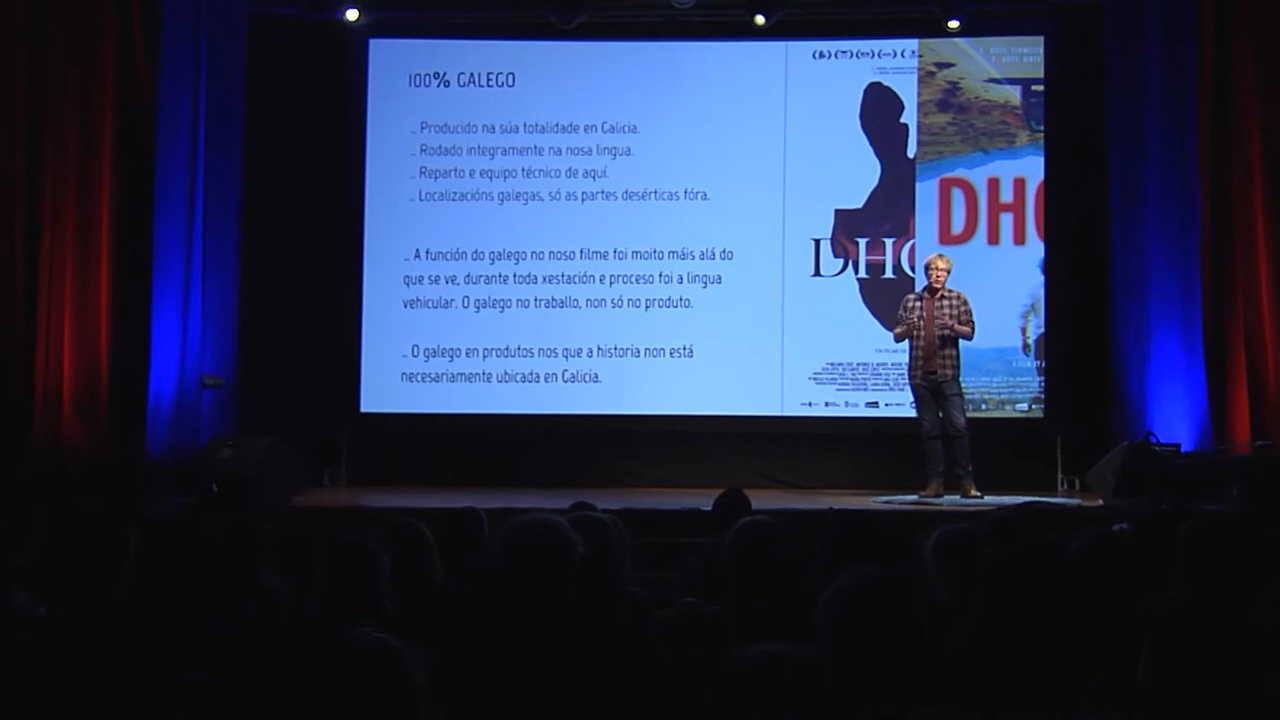 100% GALEGO
.. Producido na súa totalidade en Galicia.
.. Rodado integramente na nosa lingua.
.. Reparto e equipo técnico de aquí.
.. Localizacións galegas, só as partes desérticas fóra.
.. A función do galego no noso filme foi moito máis alá do
que se ve, durante toda xestación e proceso foi a lingua
vehicular. O galego no traballo, non só no produto.
.. O galego en produtos nos que a historia non está
necesariamente ubicada en Galicia.
DHO
DHO